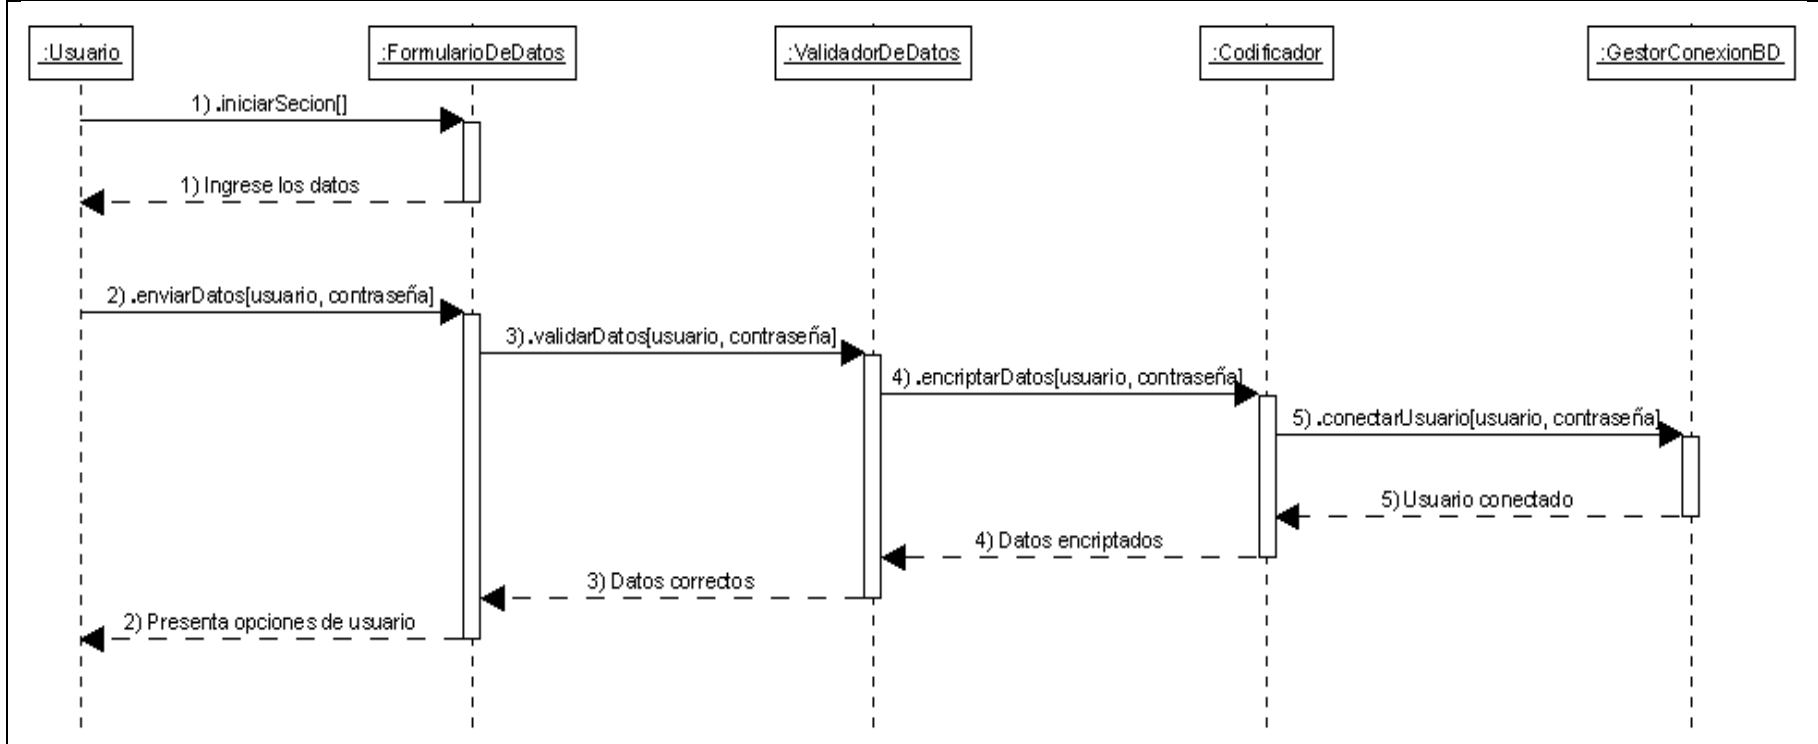 :Usuario
:FormularioDeDatos
:ValidadorDeDatos
:Codificador
:GestorConexionBD
1) .iniciarSecion[]
1) Ingrese los datos
2) .enviarDatos[usuario, contraseña]
3) .validarDatos[usuario, contraseña]
4) .encriptarDatos[usuario, contraseña]
5) .conectarUsuario[usuario, contraseña]
5) Usuario conectado
4) Datos encriptados
3) Datos correctos
2) Presenta opciones de usuario